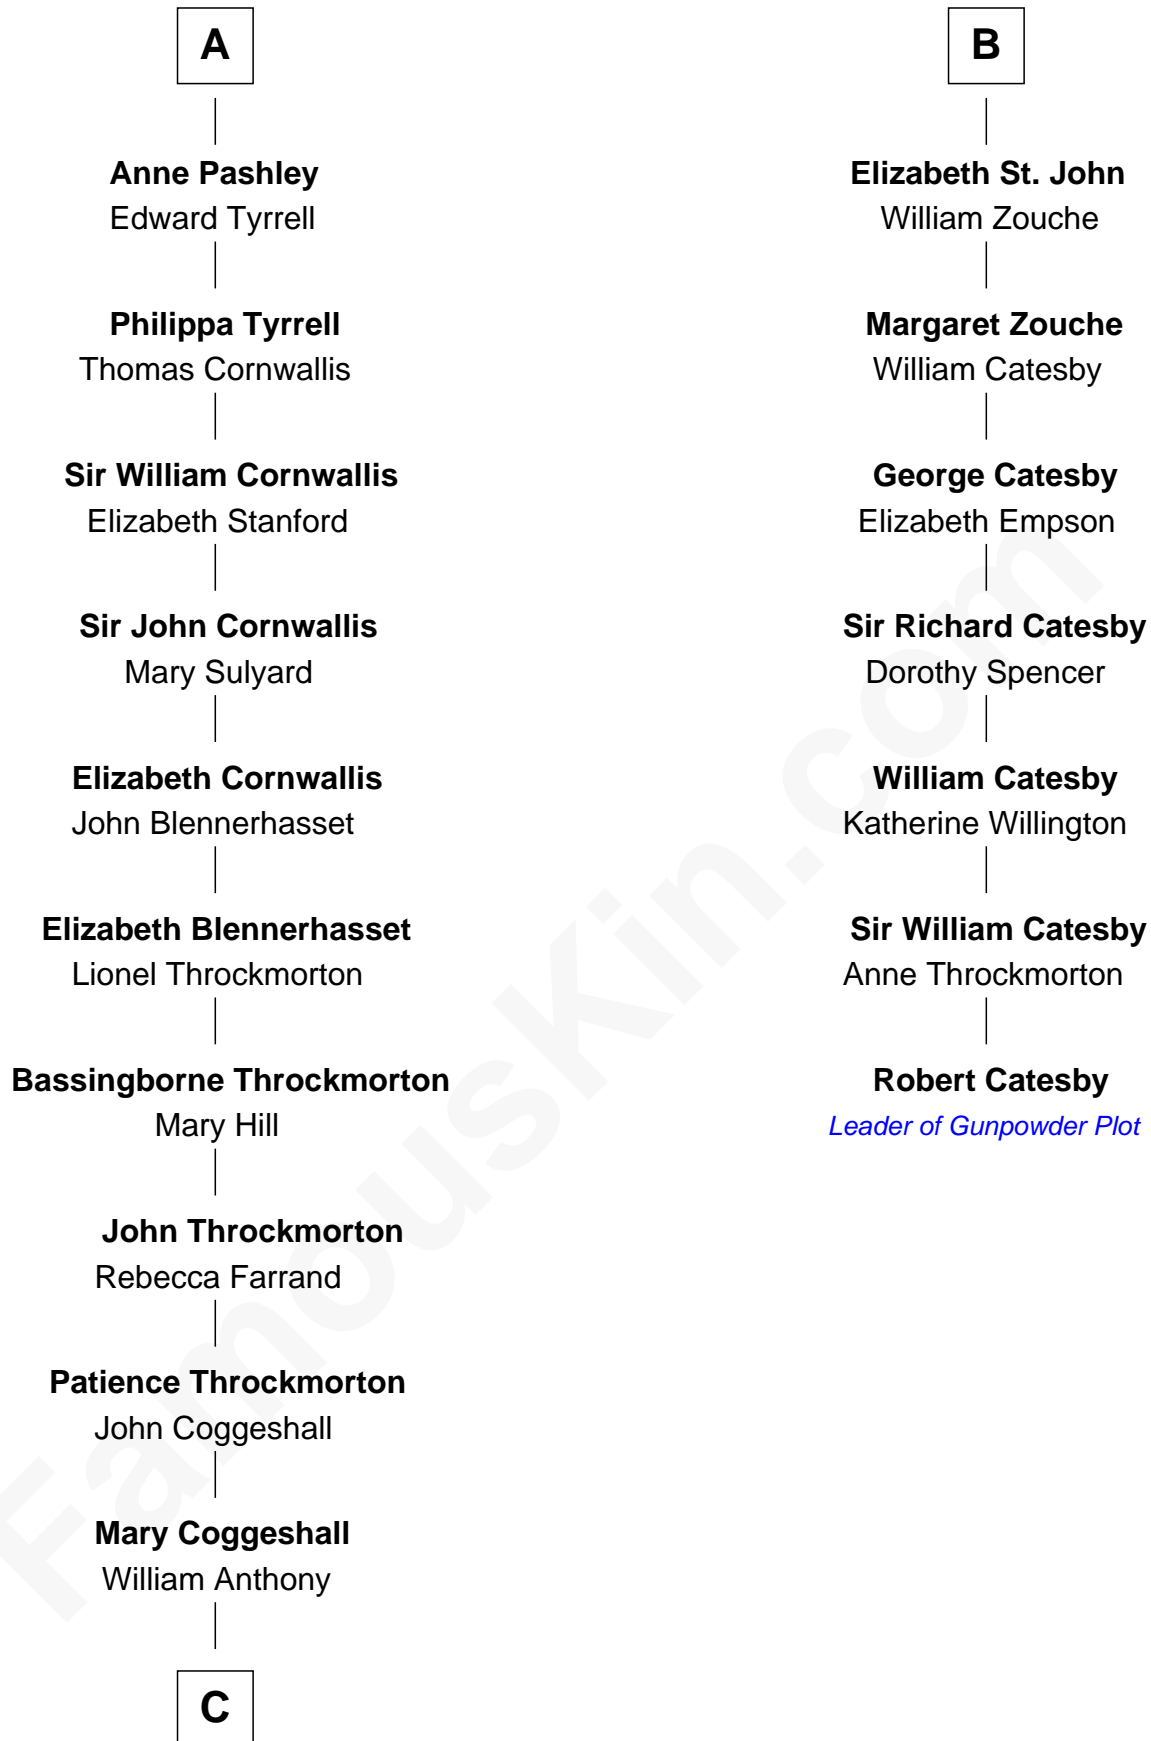 A
Anne Pashley
Edward Tyrrell
Philippa Tyrrell
Thomas Cornwallis
Sir William Cornwallis
Elizabeth Stanford
Sir John Cornwallis
Mary Sulyard
Elizabeth Cornwallis
John Blennerhasset
Elizabeth Blennerhasset
Lionel Throckmorton
Bassingborne Throckmorton
Mary Hill
John Throckmorton
Rebecca Farrand
Patience Throckmorton
John Coggeshall
Mary Coggeshall
William Anthony
C
B
Elizabeth St. John
William Zouche
Margaret Zouche
William Catesby
George Catesby
Elizabeth Empson
Sir Richard Catesby
Dorothy Spencer
William Catesby
Katherine Willington
Sir William Catesby
Anne Throckmorton
Robert Catesby
Leader of Gunpowder Plot
FamousKin.com